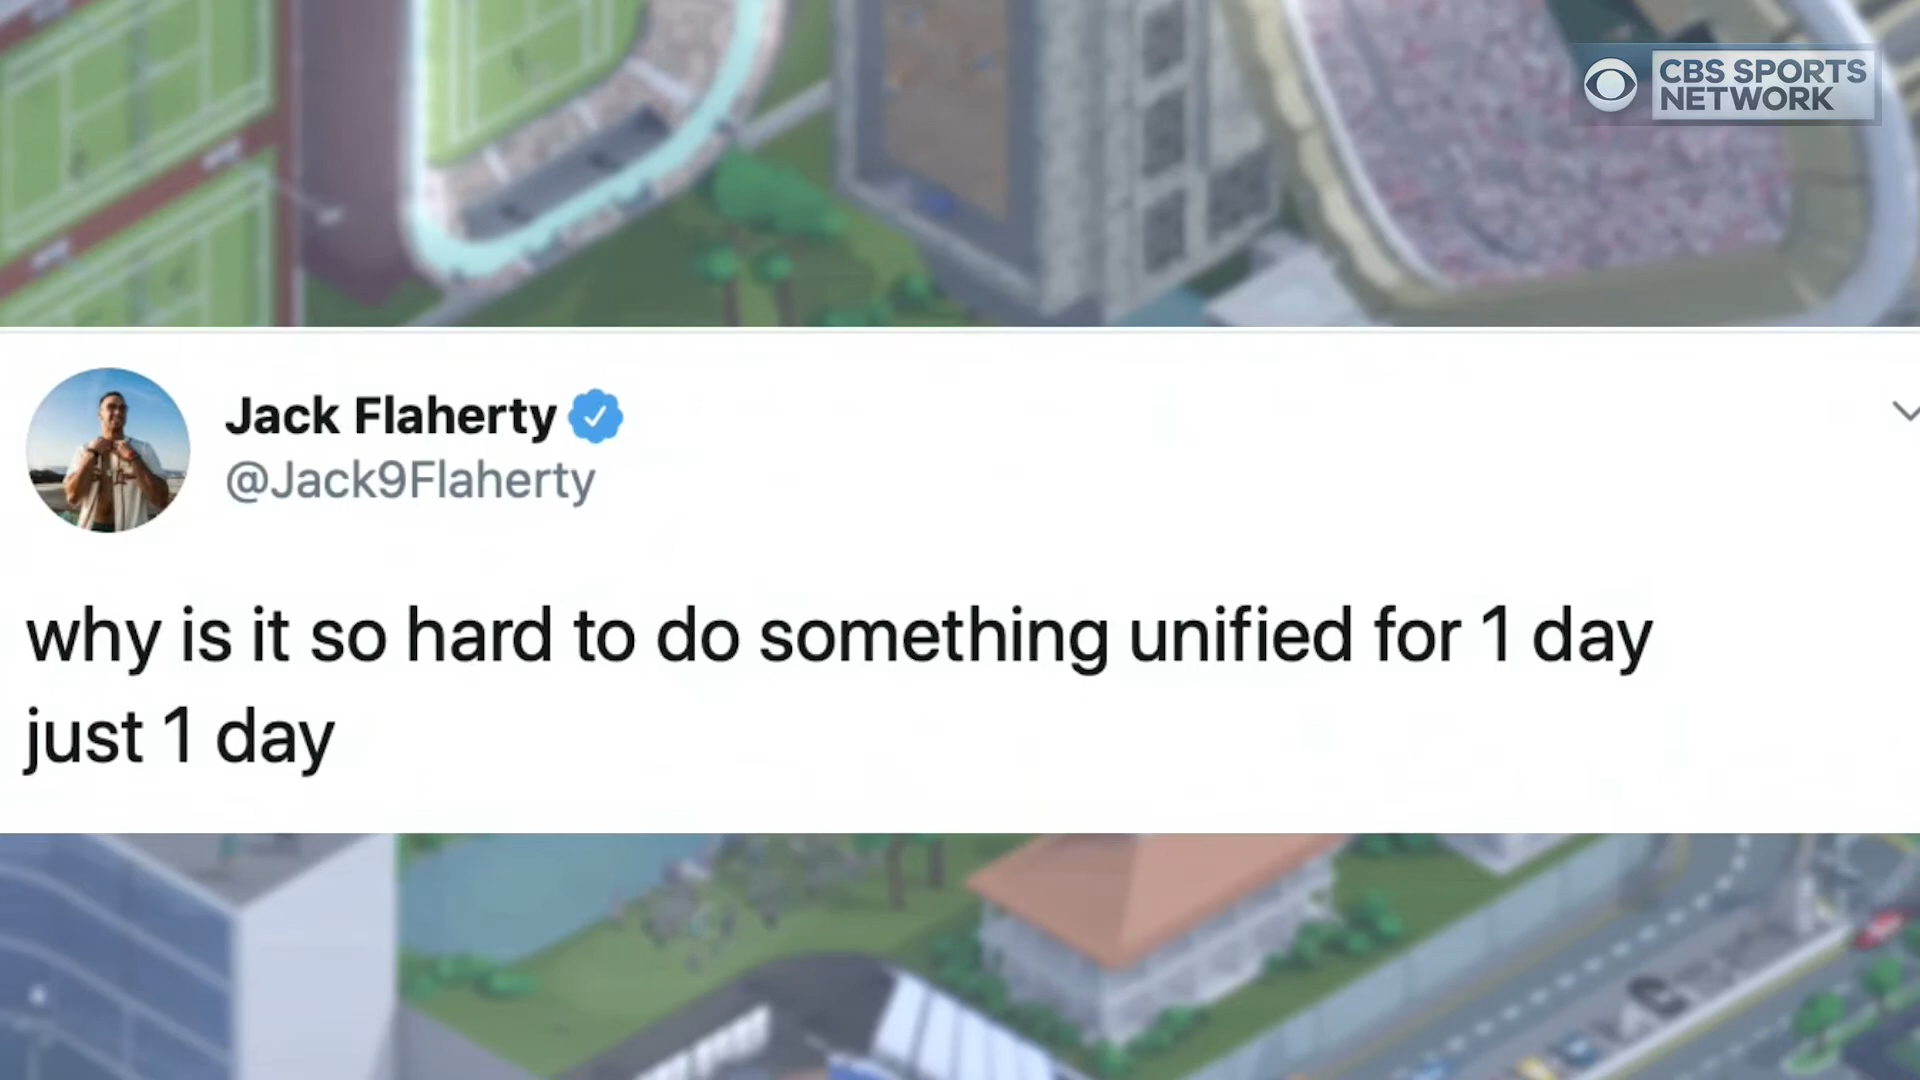 CBS SPORTS
NETWORK
Jack Flaherty
@Jack9Flaherty
why is it so hard to do something unified for 1 day
just 1 day